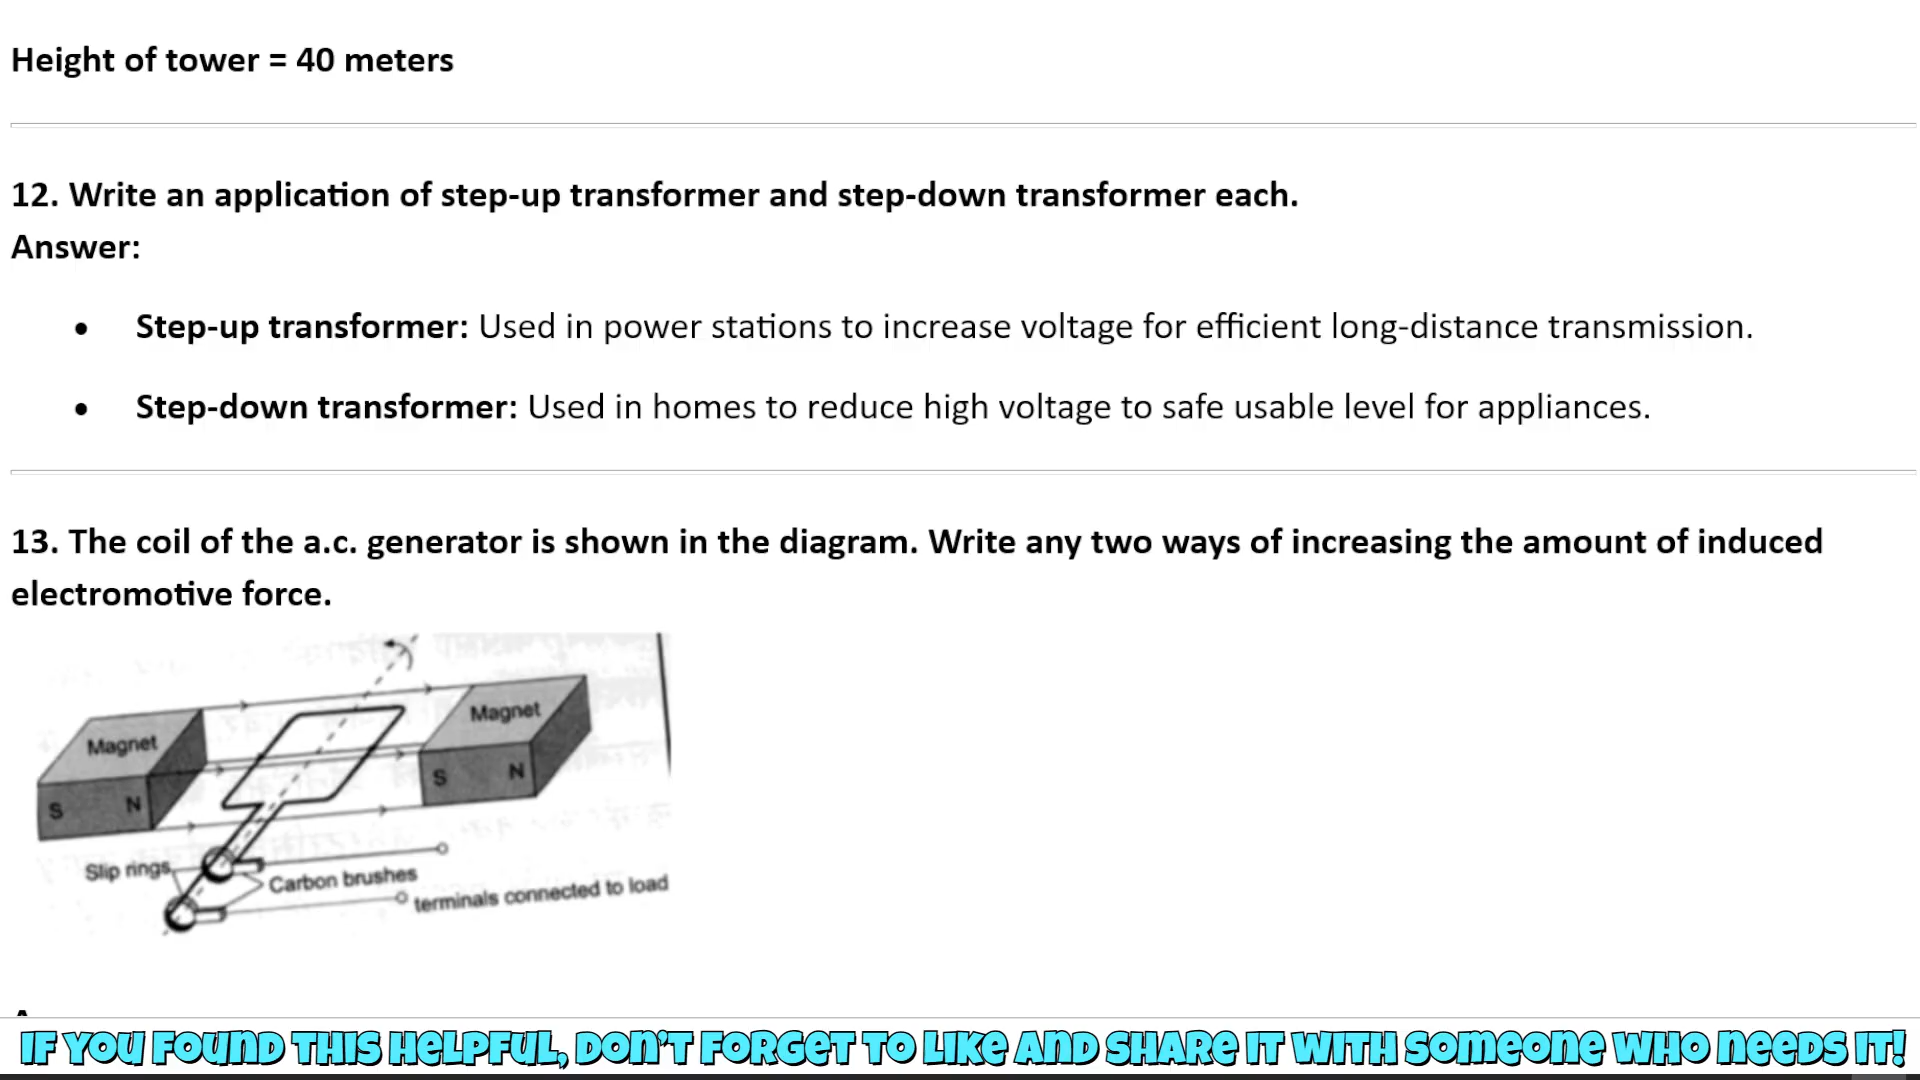 Height of tower = 40 meters
12. Write an application of step-up transformer and step-down transformer each.
Answer:
• Step-up transformer: Used in power stations to increase voltage for efficient long-distance transmission.
• Step-down transformer: Used in homes to reduce high voltage to safe usable level for appliances.
13. The coil of the a.c. generator is shown in the diagram. Write any two ways of increasing the amount of induced
electromotive force.
Magnet
Magnet
S N
S N
Slip rings
Carbon brushes
terminals connected to load
IF YOU FOUND THIS HELPFUL, DON'T FORGET TO LIKE AND SHARE IT WITH SOMEONE WHO NEEDS IT!